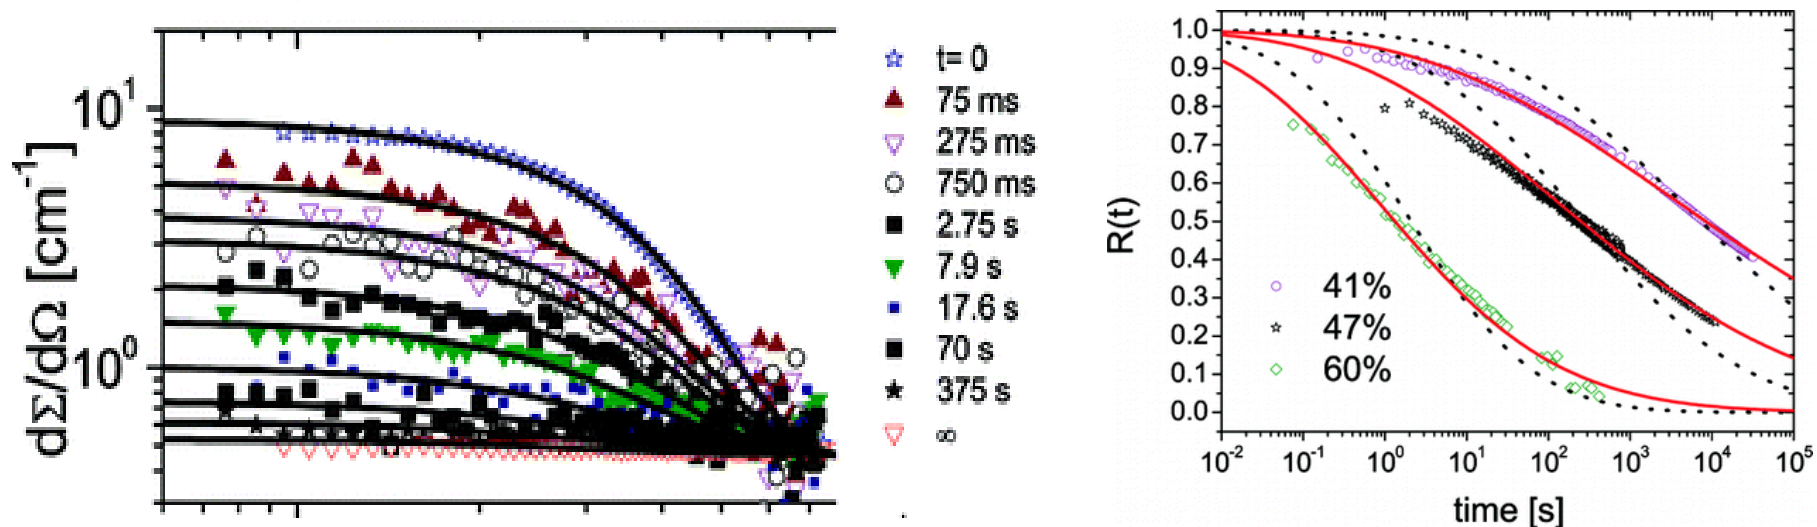 dΣ/dΩ [cm⁻¹]
10¹
10⁰
t= 0
75 ms
275 ms
750 ms
2.75 s
7.9 s
17.6 s
70 s
375 s
∞
R(t)
1.0
0.9
0.8
0.7
0.6
0.5
0.4
0.3
0.2
0.1
0.0
41%
47%
60%
10⁻² 10⁻¹ 10⁰ 10¹ 10² 10³ 10⁴ 10⁵
time [s]